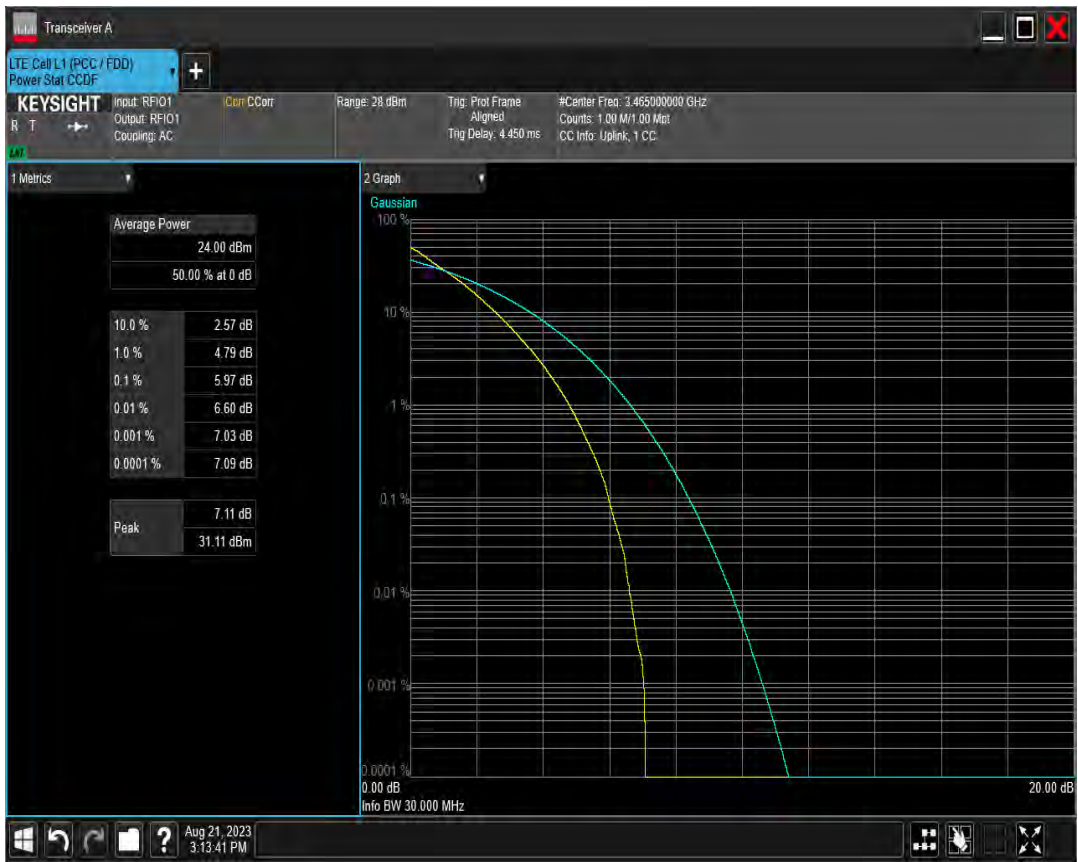 Transceiver A
LTE Cell L1 (PCC / FDD)
Power Stat CCDF
KEYSIGHT
R T
LXI
Input: RFIO1
Output: RFIO1
Coupling: AC
Corr CCorr
Range: 28 dBm
Trig: Prot Frame
Aligned
Trig Delay: 4.450 ms
#Center Freq: 3.465000000 GHz
Counts: 1.00 M/1.00 Mpt
CC Info: Uplink, 1 CC
1 Metrics
Average Power
24.00 dBm
50.00 % at 0 dB
10.0 % 2.57 dB
1.0 % 4.79 dB
0.1 % 5.97 dB
0.01 % 6.60 dB
0.001 % 7.03 dB
0.0001 % 7.09 dB
Peak
7.11 dB
31.11 dBm
2 Graph
Gaussian
100 %
10 %
1 %
0.1 %
0.01 %
0.001 %
0.0001 %
0.00 dB
20.00 dB
Info BW 30.000 MHz
?
Aug 21, 2023
3:13:41 PM